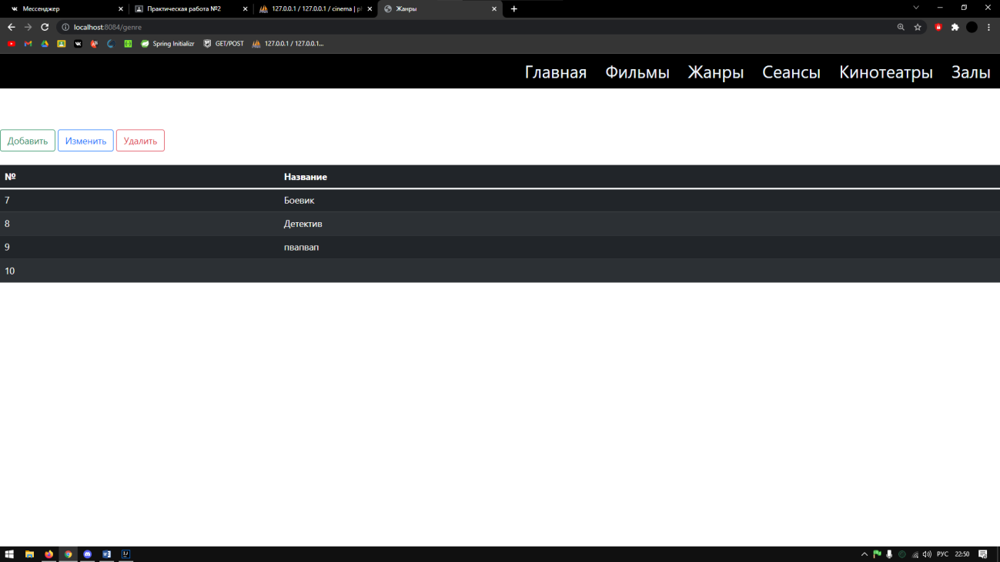 Мессенджер
Практическая работа №2
127.0.0.1 / 127.0.0.1 / cinema | pl
Жанры
localhost:8084/genre
Spring Initializr
GET/POST
127.0.0.1 / 127.0.0.1...
Главная Фильмы Жанры Сеансы Кинотеатры Залы
Добавить Изменить Удалить
№ Название
7 Боевик
8 Детектив
9 пвапвап
10
РУС 22:50